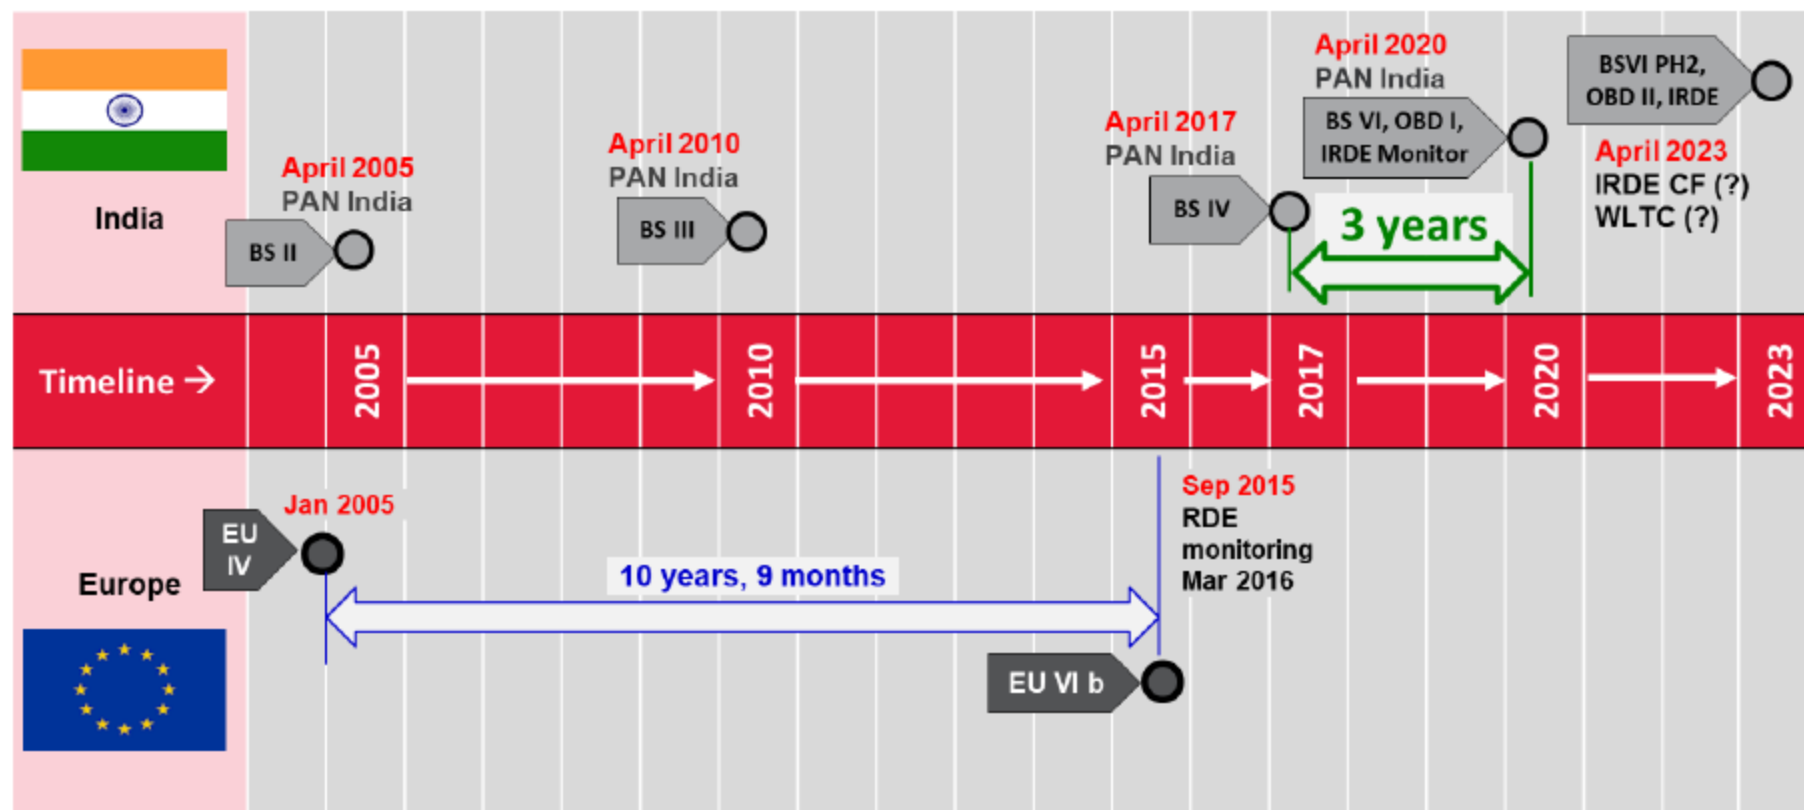 India
April 2005
PAN India
BS II
April 2010
PAN India
BS III
April 2017
PAN India
BS IV
April 2020
PAN India
BS VI, OBD I,
IRDE Monitor
3 years
BSVI PH2,
OBD II, IRDE
April 2023
IRDE CF (?)
WLTC (?)
Timeline →
2005
2010
2015
2017
2020
2023
Europe
EU
IV
Jan 2005
10 years, 9 months
EU VI b
Sep 2015
RDE
monitoring
Mar 2016